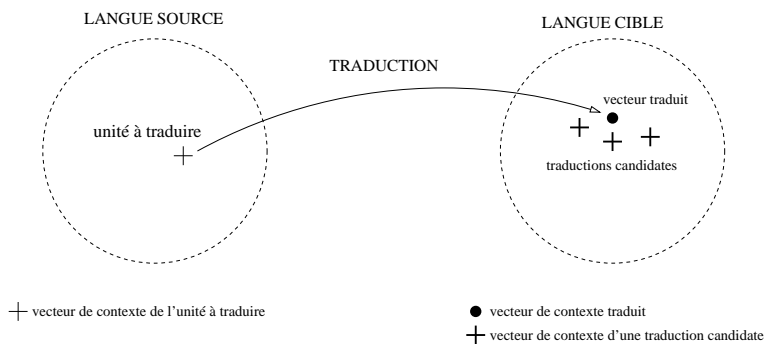 LANGUE SOURCE
LANGUE CIBLE
TRADUCTION
vecteur traduit
unité à traduire
traductions candidates
vecteur de contexte de l'unité à traduire
vecteur de contexte traduit
vecteur de contexte d'une traduction candidate